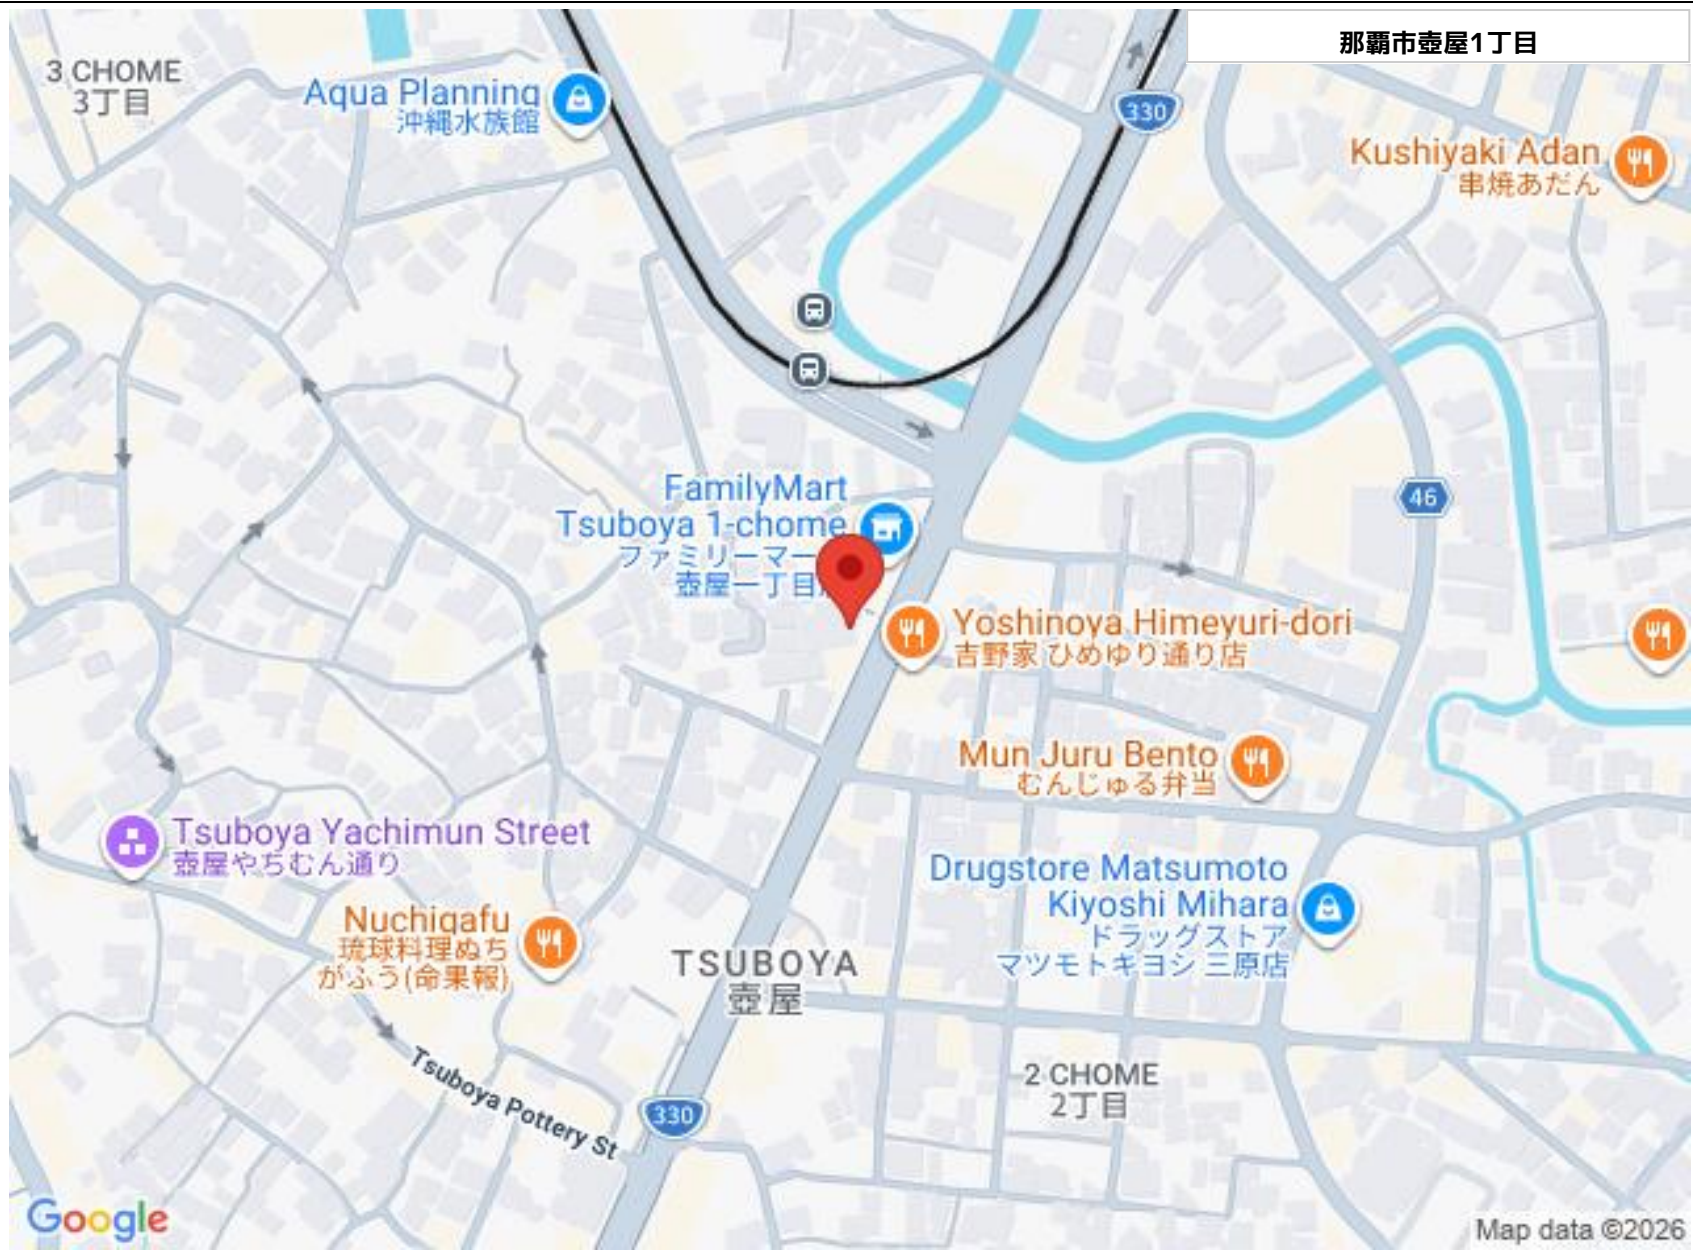 那覇市壺屋1丁目
3 CHOME
3丁目
Aqua Planning
沖縄水族館
330
Kushiyaki Adan
串焼あだん
FamilyMart
Tsuboya 1-chome
ファミリーマー
壺屋一丁目
46
Yoshinoya Himeyuri-dori
吉野家 ひめゆり通り店
Mun Juru Bento
むんじゅる弁当
Tsuboya Yachimun Street
壺屋やちむん通り
Drugstore Matsumoto
Kiyoshi Mihara
ドラッグストア
マツモトキヨシ 三原店
Nuchigafu
琉球料理ぬち
がふう(命果報)
TSUBOYA
壺屋
2 CHOME
2丁目
Tsuboya Pottery St
330
Google
Map data ©2026